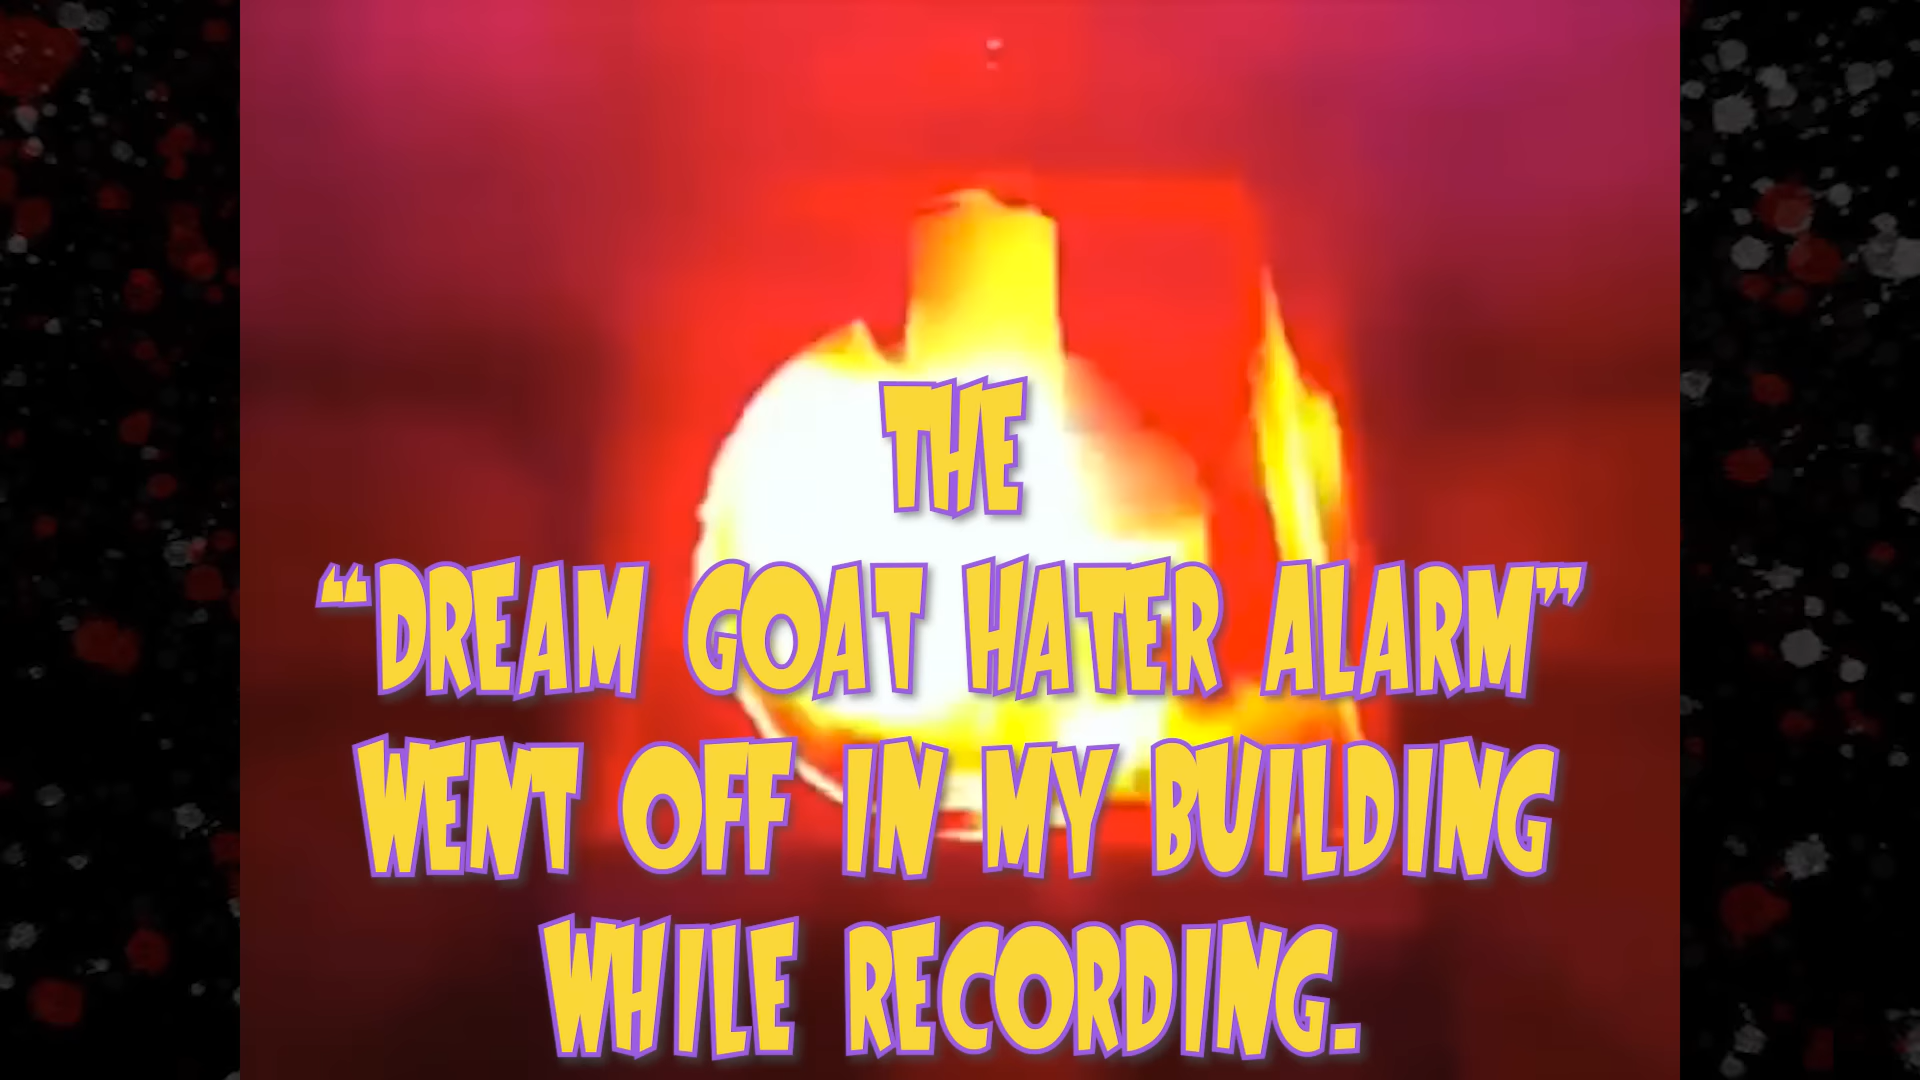 THE
“DREAM GOAT HATER ALARM”
WENT OFF IN MY BUILDING
WHILE RECORDING.